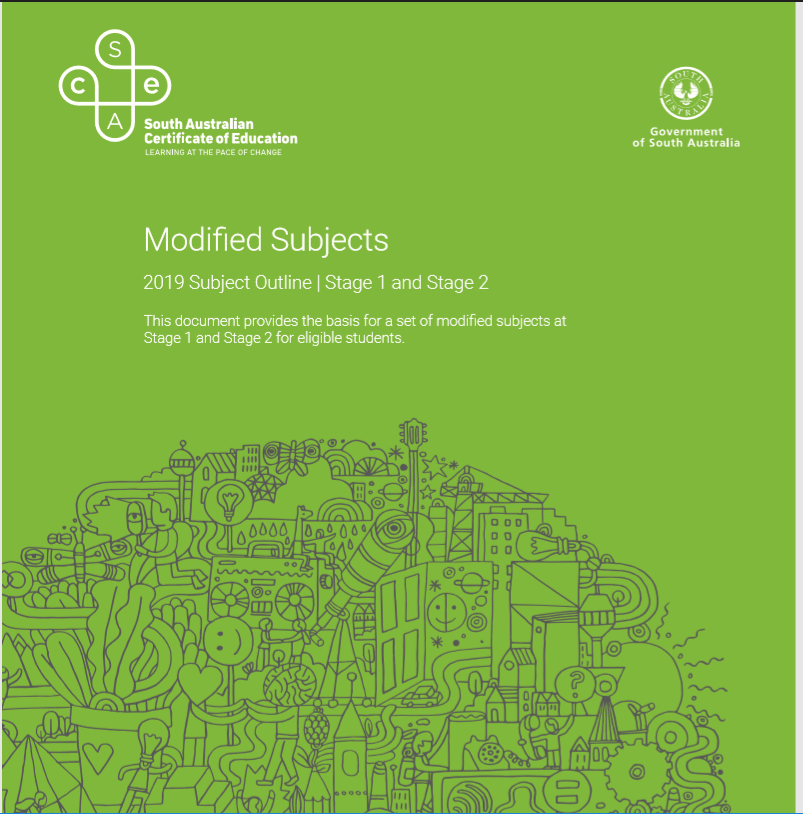 S
C e
A
South Australian
Certificate of Education
LEARNING AT THE PACE OF CHANGE
SOUTH AUSTRALIA
Government
of South Australia
Modified Subjects
2019 Subject Outline | Stage 1 and Stage 2
This document provides the basis for a set of modified subjects at
Stage 1 and Stage 2 for eligible students.
?